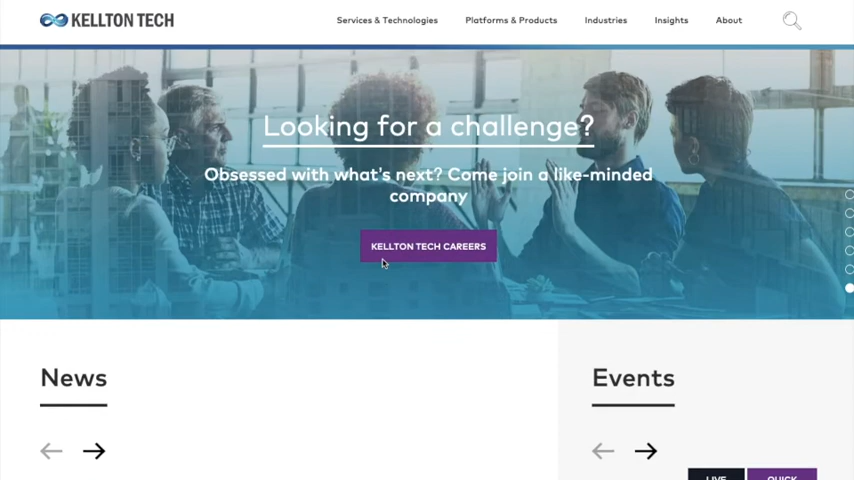 KELLTON TECH
Services & Technologies
Platforms & Products
Industries
Insights
About
Looking for a challenge?
Obsessed with what's next? Come join a like-minded
company
KELLTON TECH CAREERS
News
Events
LIVE
QUICK